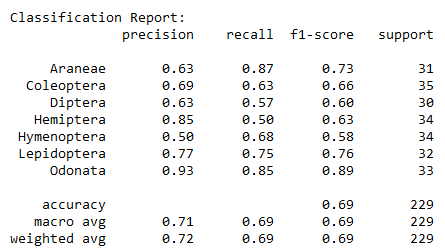 Classification Report:
precision recall f1-score support
Araneae 0.63 0.87 0.73 31
Coleoptera 0.69 0.63 0.66 35
Diptera 0.63 0.57 0.60 30
Hemiptera 0.85 0.50 0.63 34
Hymenoptera 0.50 0.68 0.58 34
Lepidoptera 0.77 0.75 0.76 32
Odonata 0.93 0.85 0.89 33
accuracy 0.69 229
macro avg 0.71 0.69 0.69 229
weighted avg 0.72 0.69 0.69 229